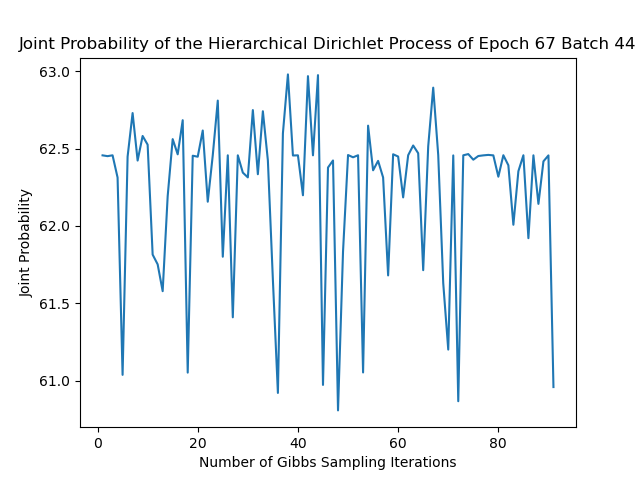 Joint Probability of the Hierarchical Dirichlet Process of Epoch 67 Batch 44
63.0
62.5
62.0
61.5
61.0
Joint Probability
0 20 40 60 80
Number of Gibbs Sampling Iterations